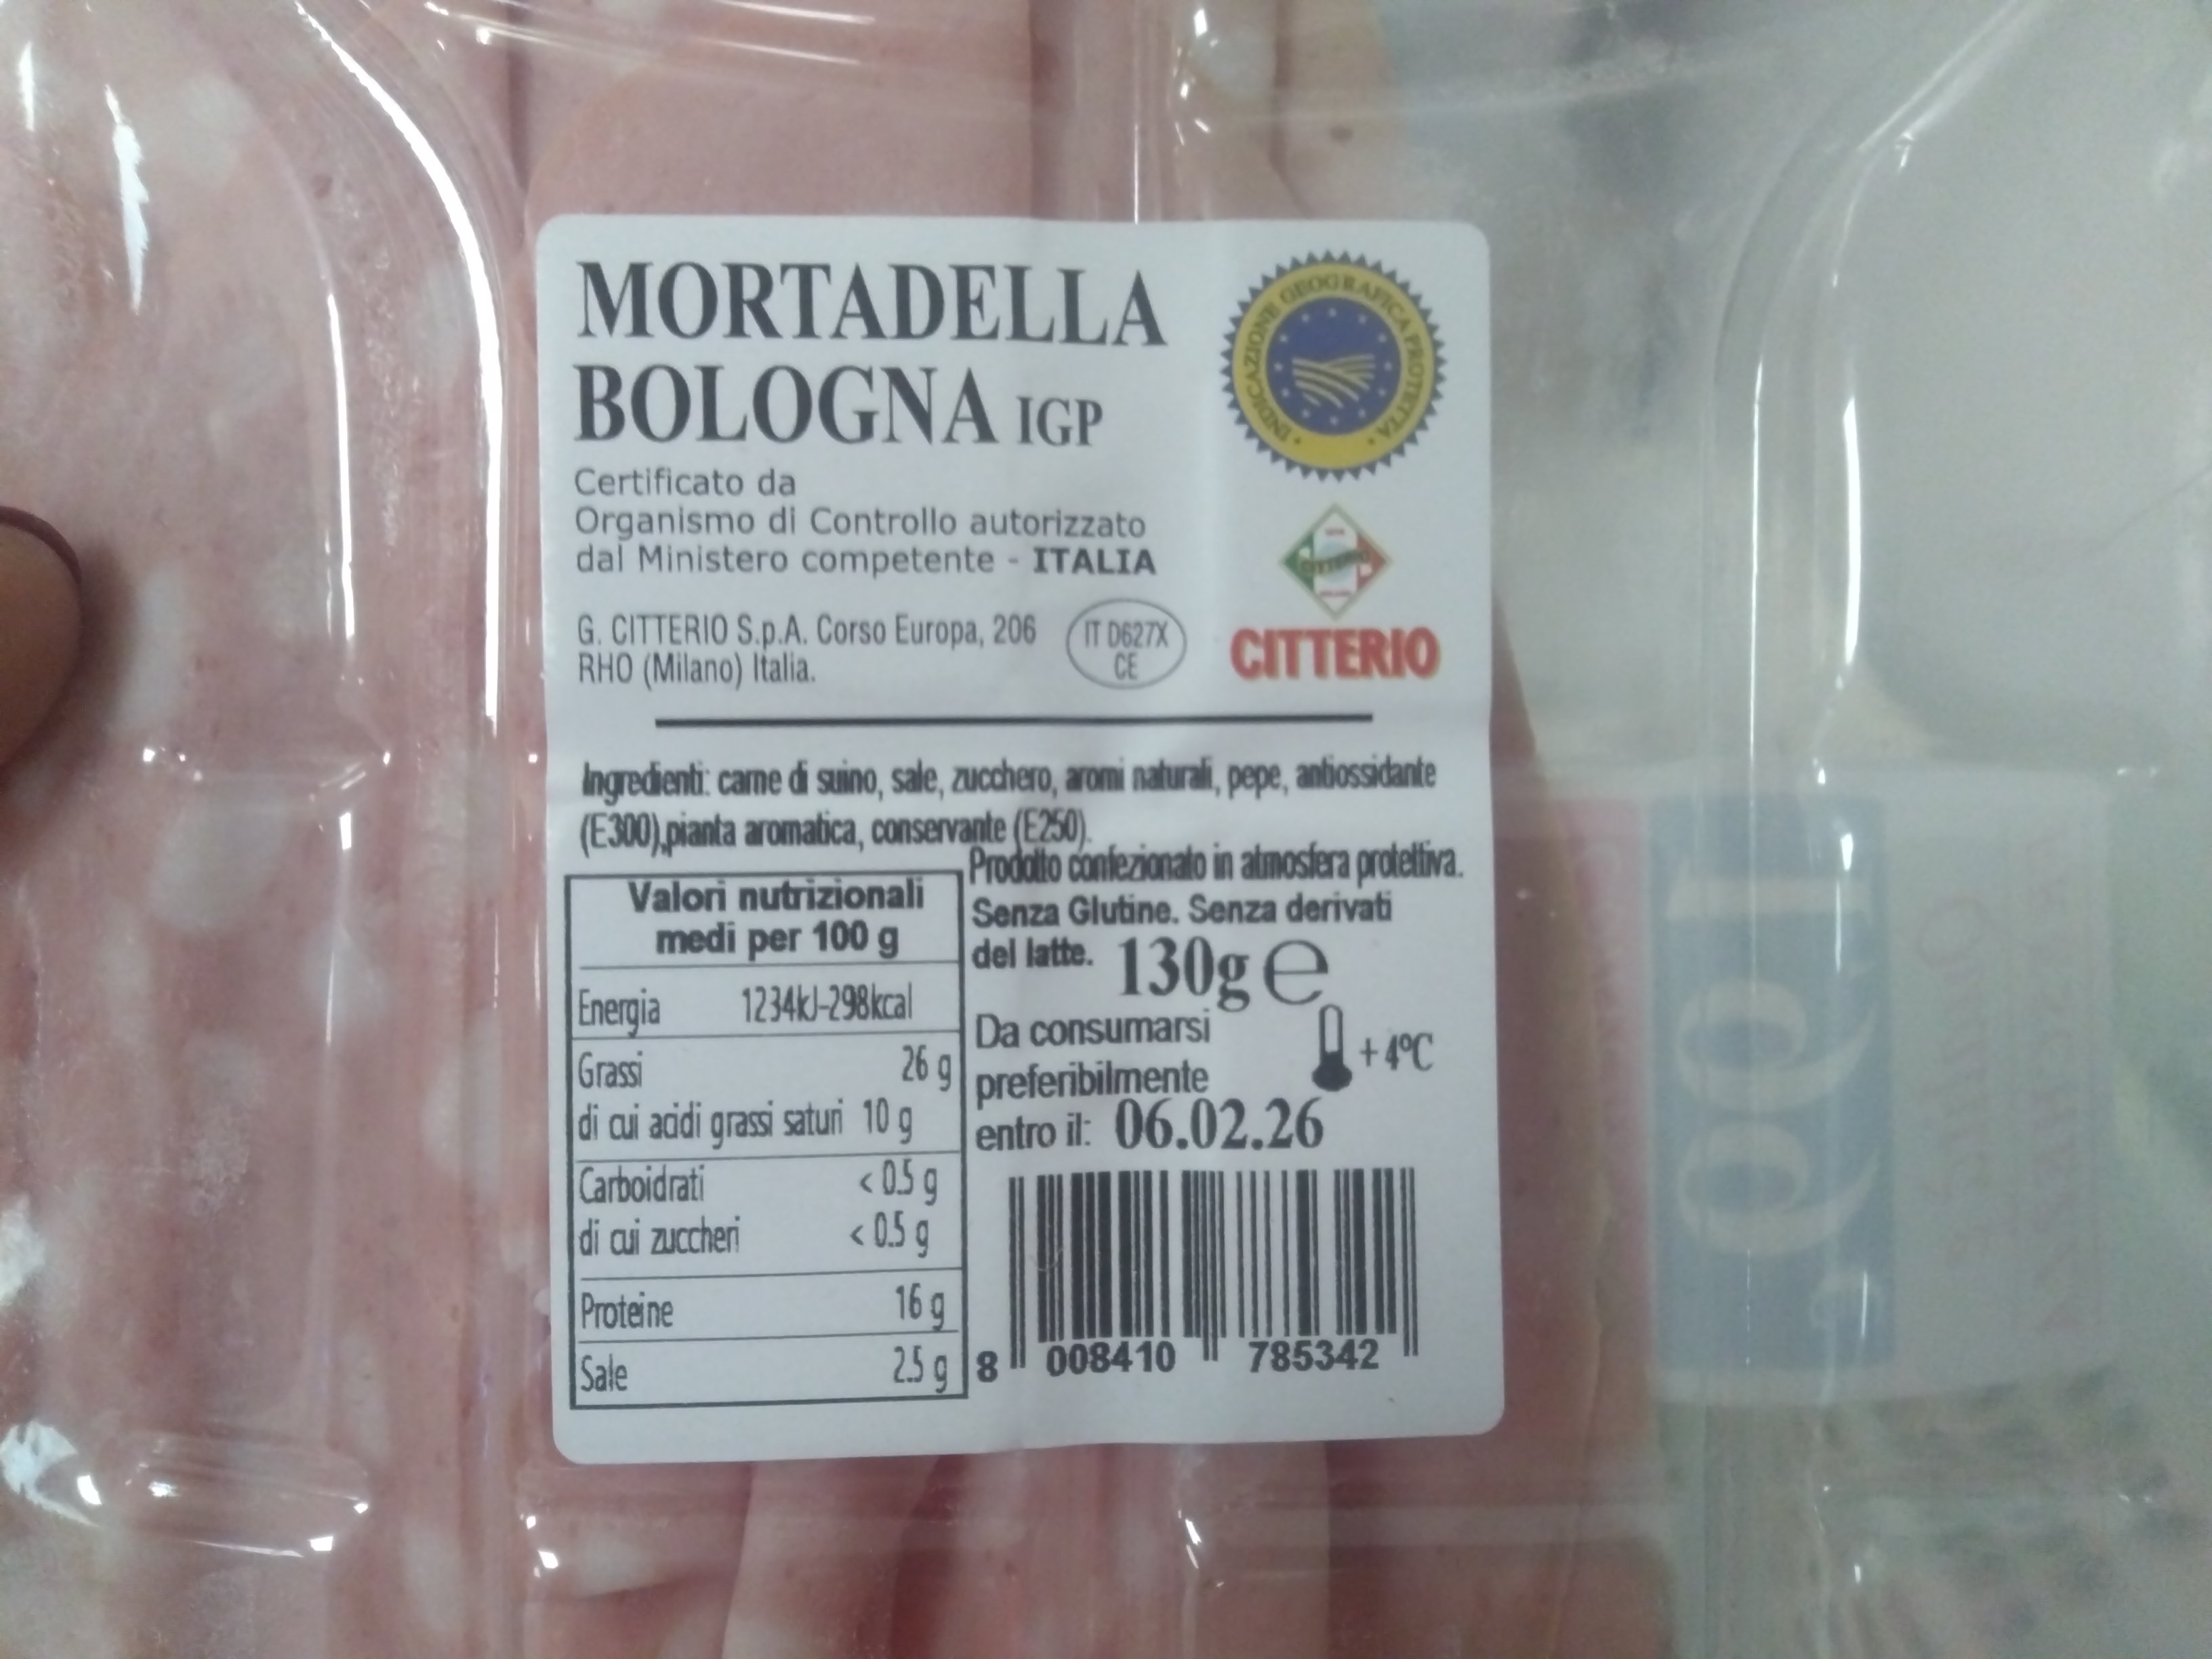 MORTADELLA
BOLOGNA IGP
INDICAZIONE GEOGRAFICA PROTETTA
Certificato da
Organismo di Controllo autorizzato
dal Ministero competente - ITALIA
G. CITTERIO S.p.A. Corso Europa, 206
RHO (Milano) Italia.
IT D627X
CE
CITTERIO
Ingredienti: carne di suino, sale, zucchero, aromi naturali, pepe, antiossidante
(E300),pianta aromatica, conservante (E250).
Prodotto confezionato in atmosfera protettiva.
Senza Glutine. Senza derivati
del latte. 130g e
Da consumarsi
preferibilmente
entro il: 06.02.26
+4°C
Valori nutrizionali
medi per 100 g
Energia 1234kJ-298kcal
Grassi 26 g
di cui acidi grassi saturi 10 g
Carboidrati < 0.5 g
di cui zuccheri < 0.5 g
Proteine 16 g
Sale 2.5 g
8 008410 785342